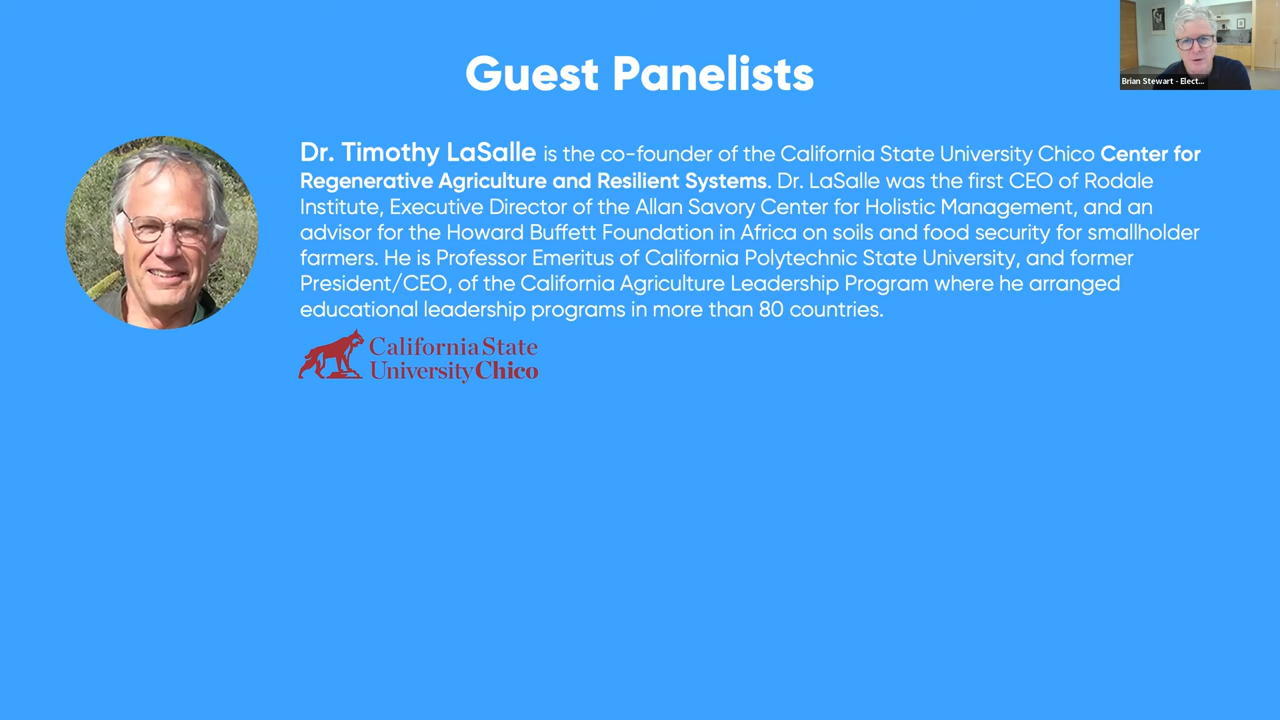 Guest Panelists
Brian Stewart - Elect...
Dr. Timothy LaSalle is the co-founder of the California State University Chico Center for
Regenerative Agriculture and Resilient Systems. Dr. LaSalle was the first CEO of Rodale
Institute, Executive Director of the Allan Savory Center for Holistic Management, and an
advisor for the Howard Buffett Foundation in Africa on soils and food security for smallholder
farmers. He is Professor Emeritus of California Polytechnic State University, and former
President/CEO, of the California Agriculture Leadership Program where he arranged
educational leadership programs in more than 80 countries.
California State
University Chico